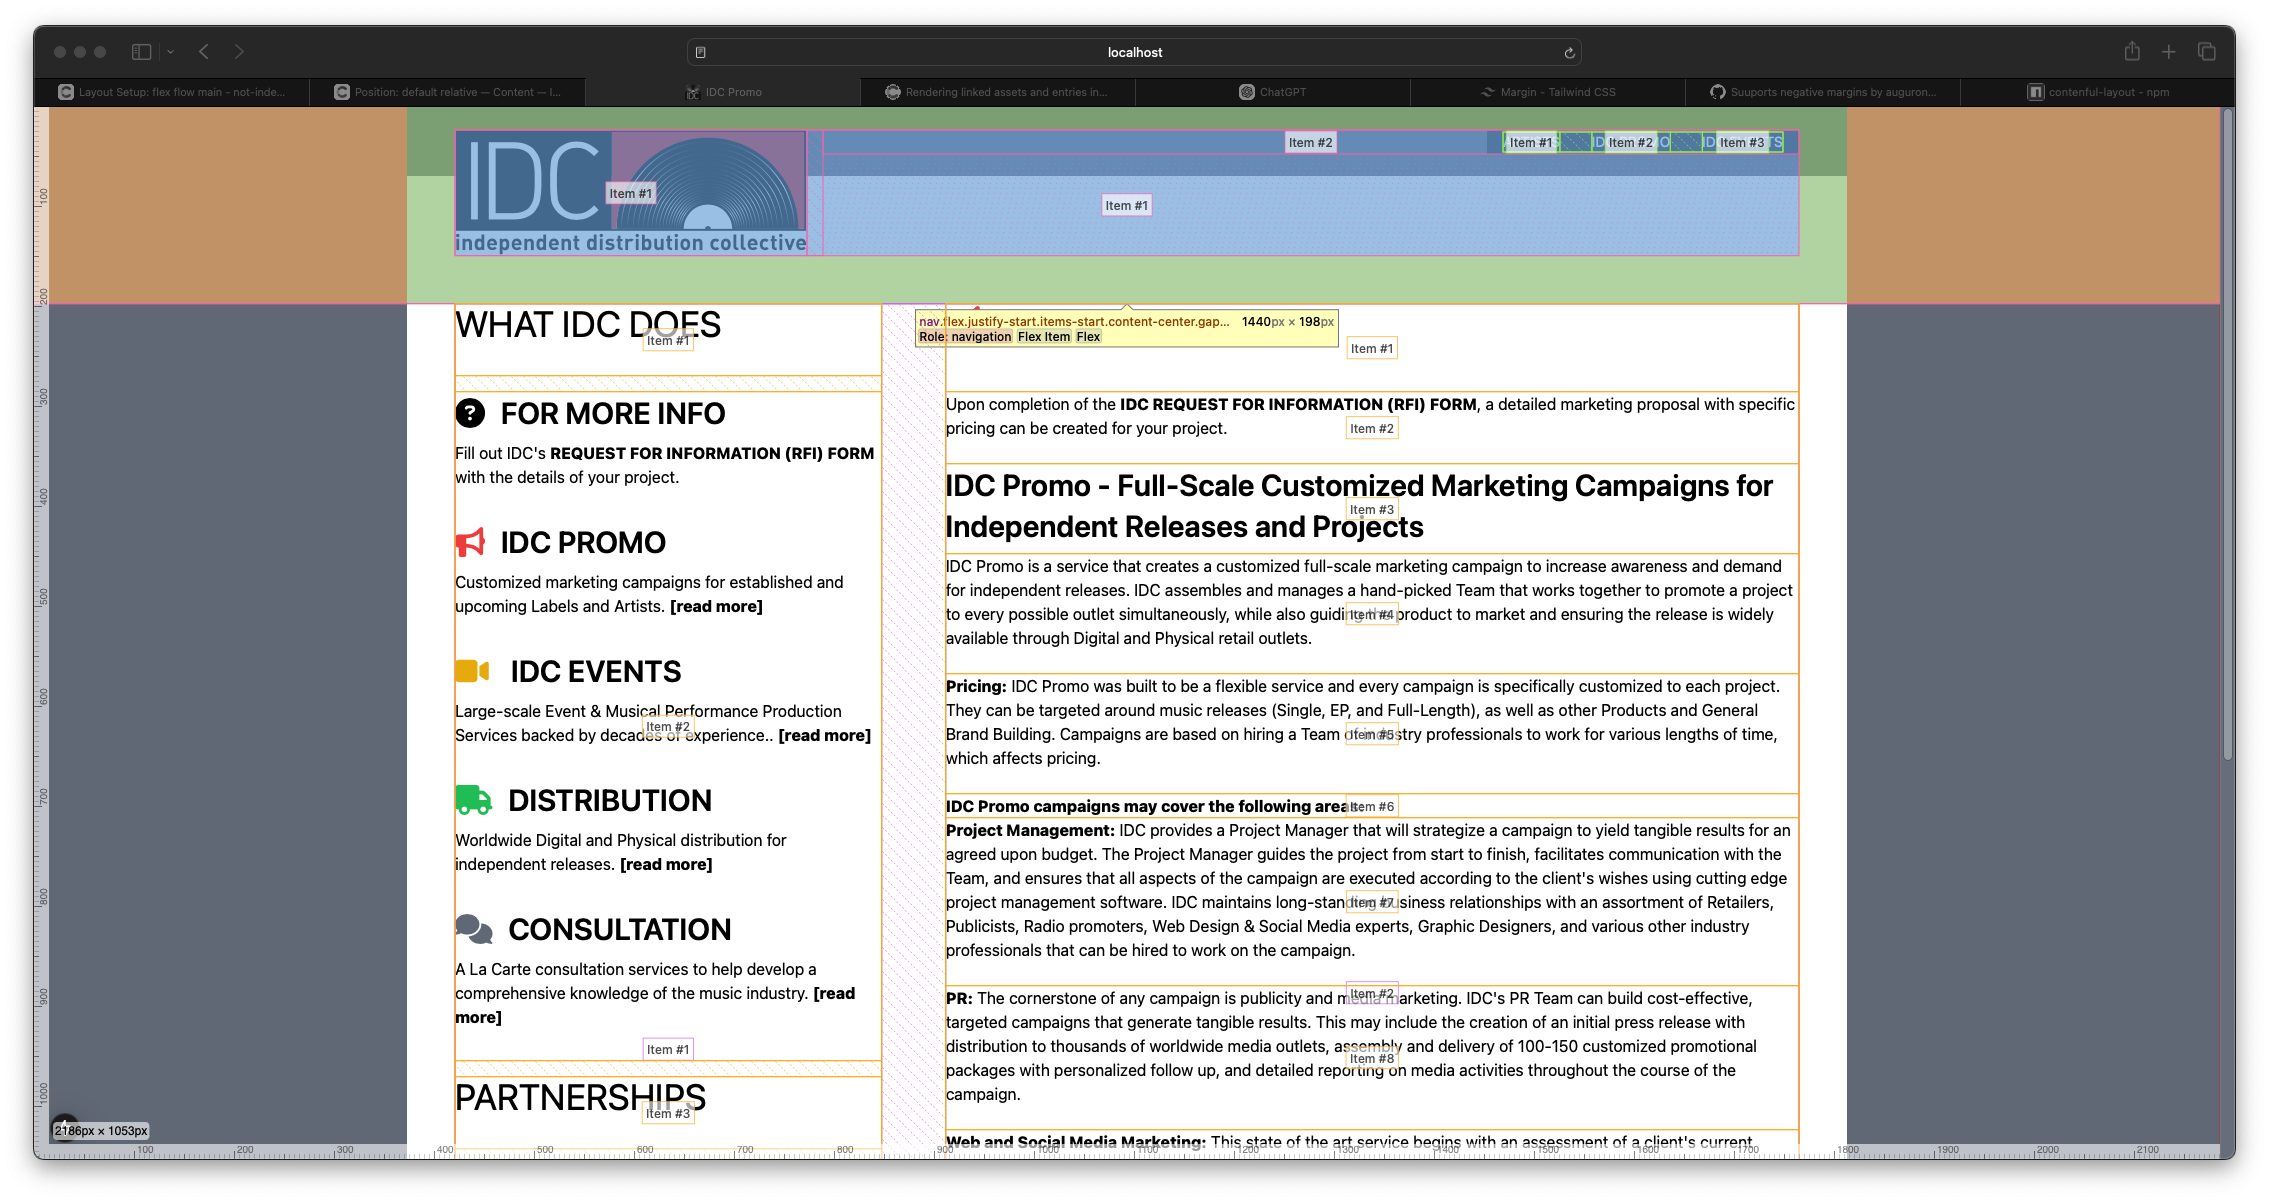 localhost
Layout Setup: flex flow main - not-inde...
Position: default relative — Content — I...
IDC Promo
Rendering linked assets and entries in...
ChatGPT
Margin - Tailwind CSS
Suuports negative margins by auguron...
contenful-layout - npm
IDC
independent distribution collective
Item #1
Item #2
Item #1
Item #1
Item #2
Item #3
nav.flex.justify-start.items-start.content-center.gap... 1440px × 198px
Role: navigation Flex Item Flex
WHAT IDC DOES
Item #1
FOR MORE INFO
Fill out IDC's REQUEST FOR INFORMATION (RFI) FORM
with the details of your project.
IDC PROMO
Customized marketing campaigns for established and
upcoming Labels and Artists. [read more]
IDC EVENTS
Large-scale Event & Musical Performance Production
Item #2
Services backed by decades of experience.. [read more]
DISTRIBUTION
Worldwide Digital and Physical distribution for
independent releases. [read more]
CONSULTATION
A La Carte consultation services to help develop a
comprehensive knowledge of the music industry. [read
more]
Item #1
PARTNERSHIPS
Item #3
Item #1
Upon completion of the IDC REQUEST FOR INFORMATION (RFI) FORM, a detailed marketing proposal with specific
pricing can be created for your project.
Item #2
IDC Promo - Full-Scale Customized Marketing Campaigns for
Item #3
Independent Releases and Projects
IDC Promo is a service that creates a customized full-scale marketing campaign to increase awareness and demand
for independent releases. IDC assembles and manages a hand-picked Team that works together to promote a project
to every possible outlet simultaneously, while also guiding the product to market and ensuring the release is widely
Item #4
available through Digital and Physical retail outlets.
Pricing: IDC Promo was built to be a flexible service and every campaign is specifically customized to each project.
They can be targeted around music releases (Single, EP, and Full-Length), as well as other Products and General
Brand Building. Campaigns are based on hiring a Team of industry professionals to work for various lengths of time,
Item #5
which affects pricing.
IDC Promo campaigns may cover the following areas:
Item #6
Project Management: IDC provides a Project Manager that will strategize a campaign to yield tangible results for an
agreed upon budget. The Project Manager guides the project from start to finish, facilitates communication with the
Team, and ensures that all aspects of the campaign are executed according to the client's wishes using cutting edge
project management software. IDC maintains long-standing business relationships with an assortment of Retailers,
Item #7
Publicists, Radio promoters, Web Design & Social Media experts, Graphic Designers, and various other industry
professionals that can be hired to work on the campaign.
PR: The cornerstone of any campaign is publicity and media marketing. IDC's PR Team can build cost-effective,
Item #2
targeted campaigns that generate tangible results. This may include the creation of an initial press release with
distribution to thousands of worldwide media outlets, assembly and delivery of 100-150 customized promotional
Item #8
packages with personalized follow up, and detailed reporting on media activities throughout the course of the
campaign.
Web and Social Media Marketing: This state of the art service begins with an assessment of a client's current
2186px × 1053px
100
200
300
400
500
600
700
800
900
1000
100
200
300
400
500
600
700
800
900
1000
1100
1200
1300
1400
1500
1600
1700
1800
1900
2000
2100